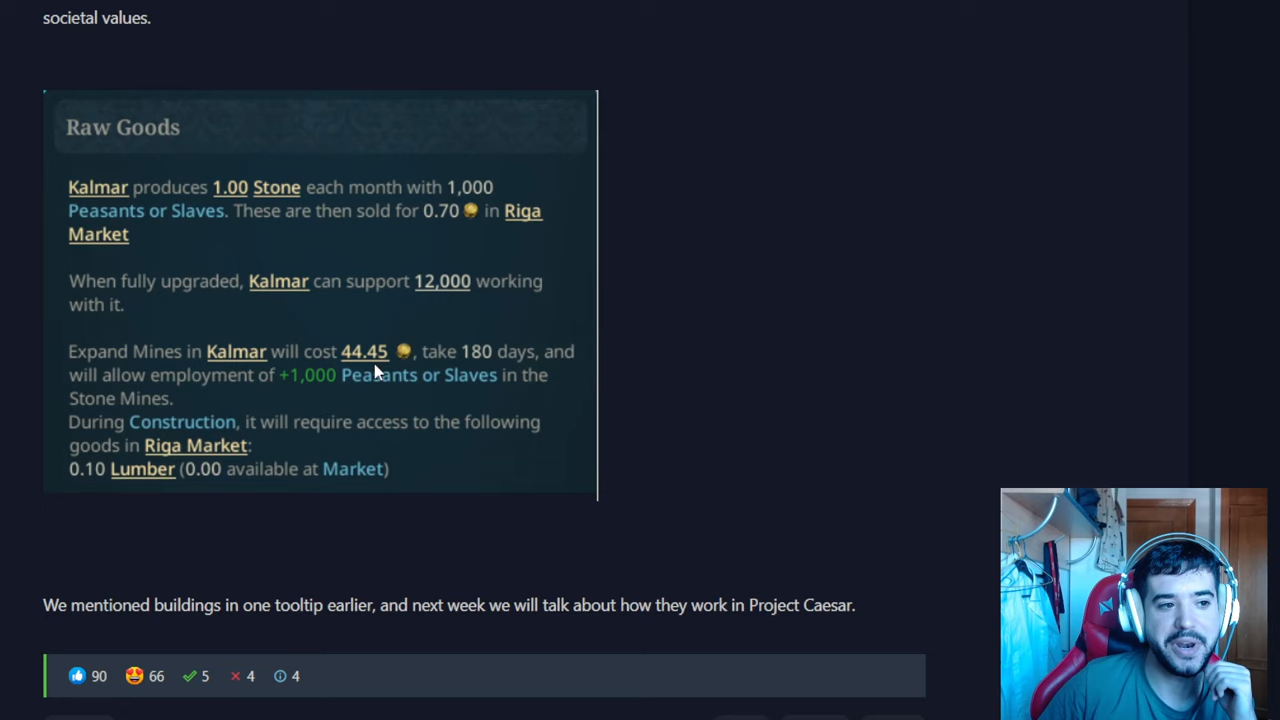 societal values.
Raw Goods
Kalmar produces 1.00 Stone each month with 1,000
Peasants or Slaves. These are then sold for 0.70 in Riga
Market
When fully upgraded, Kalmar can support 12,000 working
with it.
Expand Mines in Kalmar will cost 44.45 , take 180 days, and
will allow employment of +1,000 Peasants or Slaves in the
Stone Mines.
During Construction, it will require access to the following
goods in Riga Market:
0.10 Lumber (0.00 available at Market)
We mentioned buildings in one tooltip earlier, and next week we will talk about how they work in Project Caesar.
90 66 5 4 4